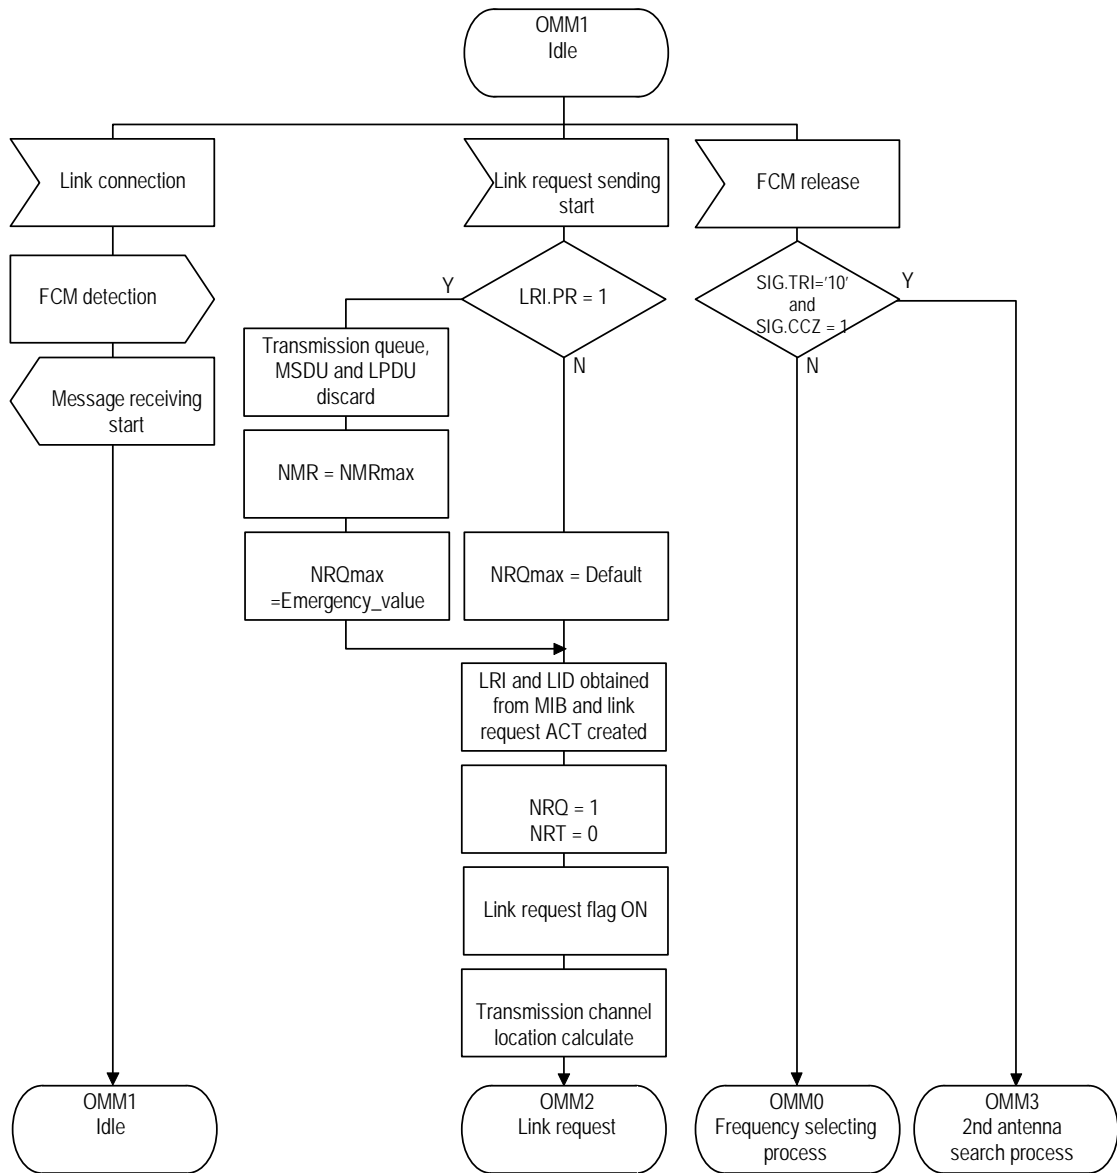 OMM1
Idle
Link connection
Link request sending
start
FCM release
FCM detection
Y
LRI.PR = 1
N
SIG.TRI='10'
and
SIG.CCZ = 1
Y
N
Message receiving
start
Transmission queue,
MSDU and LPDU
discard
NMR = NMRmax
NRQmax
=Emergency_value
NRQmax = Default
LRI and LID obtained
from MIB and link
request ACT created
NRQ = 1
NRT = 0
Link request flag ON
Transmission channel
location calculate
OMM1
Idle
OMM2
Link request
OMM0
Frequency selecting
process
OMM3
2nd antenna
search process